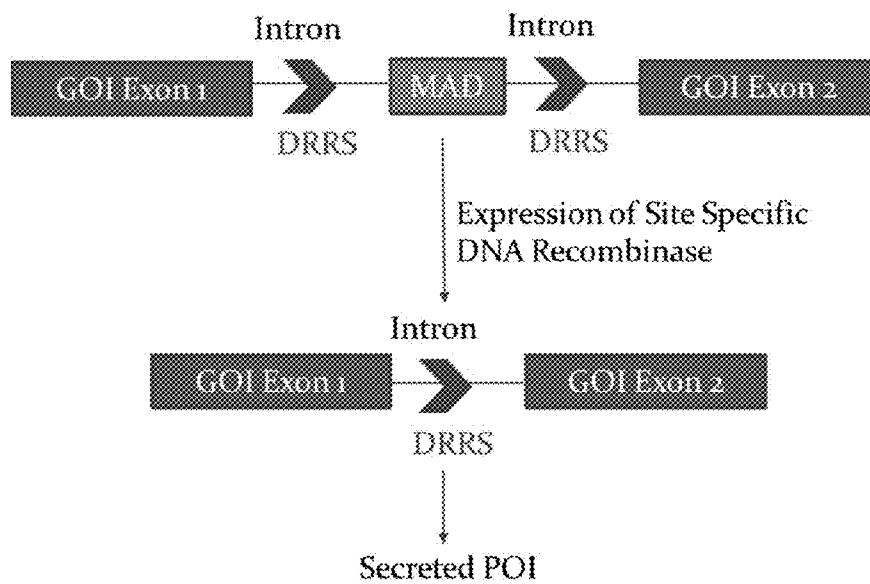 Intron Intron
GOI Exon 1 MAD GOI Exon 2
DRRS DRRS
Expression of Site Specific
DNA Recombinase
Intron
GOI Exon 1 GOI Exon 2
DRRS
Secreted POI